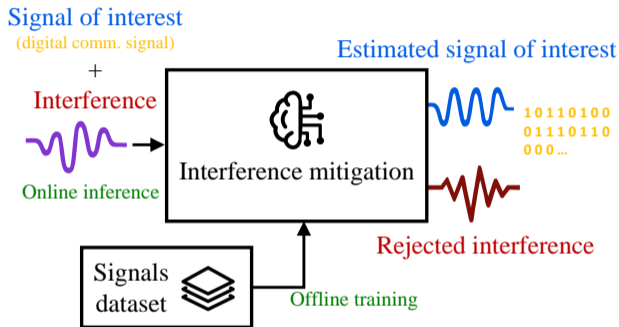 Signal of interest
(digital comm. signal)
+
Interference
Online inference
Interference mitigation
Estimated signal of interest
10110100
01110110
000...
Rejected interference
Signals
dataset
Offline training